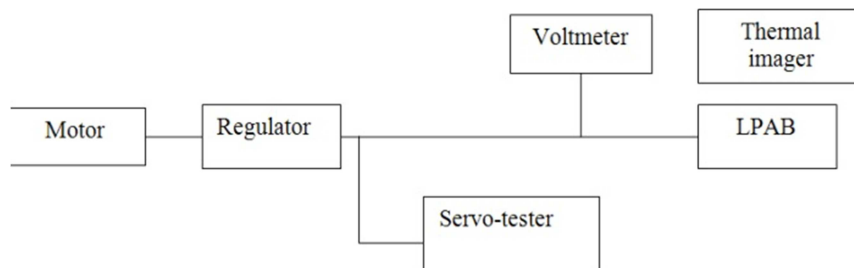 Voltmeter
Thermal
imager
Motor
Regulator
LPAB
Servo-tester